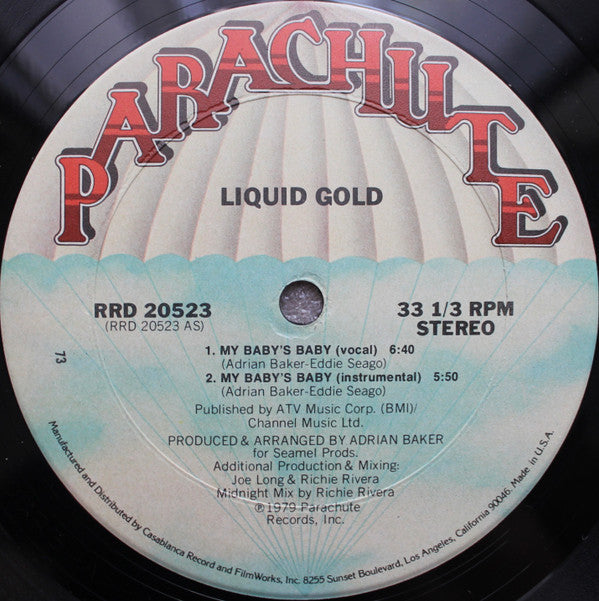 PARACHUTE
LIQUID GOLD
RRD 20523
(RRD 20523 AS)
33 1/3 RPM
STEREO
73
1. MY BABY'S BABY (vocal) 6:40
(Adrian Baker-Eddie Seago)
2. MY BABY'S BABY (instrumental) 5:50
(Adrian Baker-Eddie Seago)
Published by ATV Music Corp. (BMI)/
Channel Music Ltd.
PRODUCED & ARRANGED BY ADRIAN BAKER
for Seamel Prods.
Additional Production & Mixing:
Joe Long & Richie Rivera
Midnight Mix by Richie Rivera
℗1979 Parachute
Records, Inc.
Manufactured and Distributed by Casablanca Record and FilmWorks, Inc. 8255 Sunset Boulevard, Los Angeles, California 90046. Made in U.S.A.